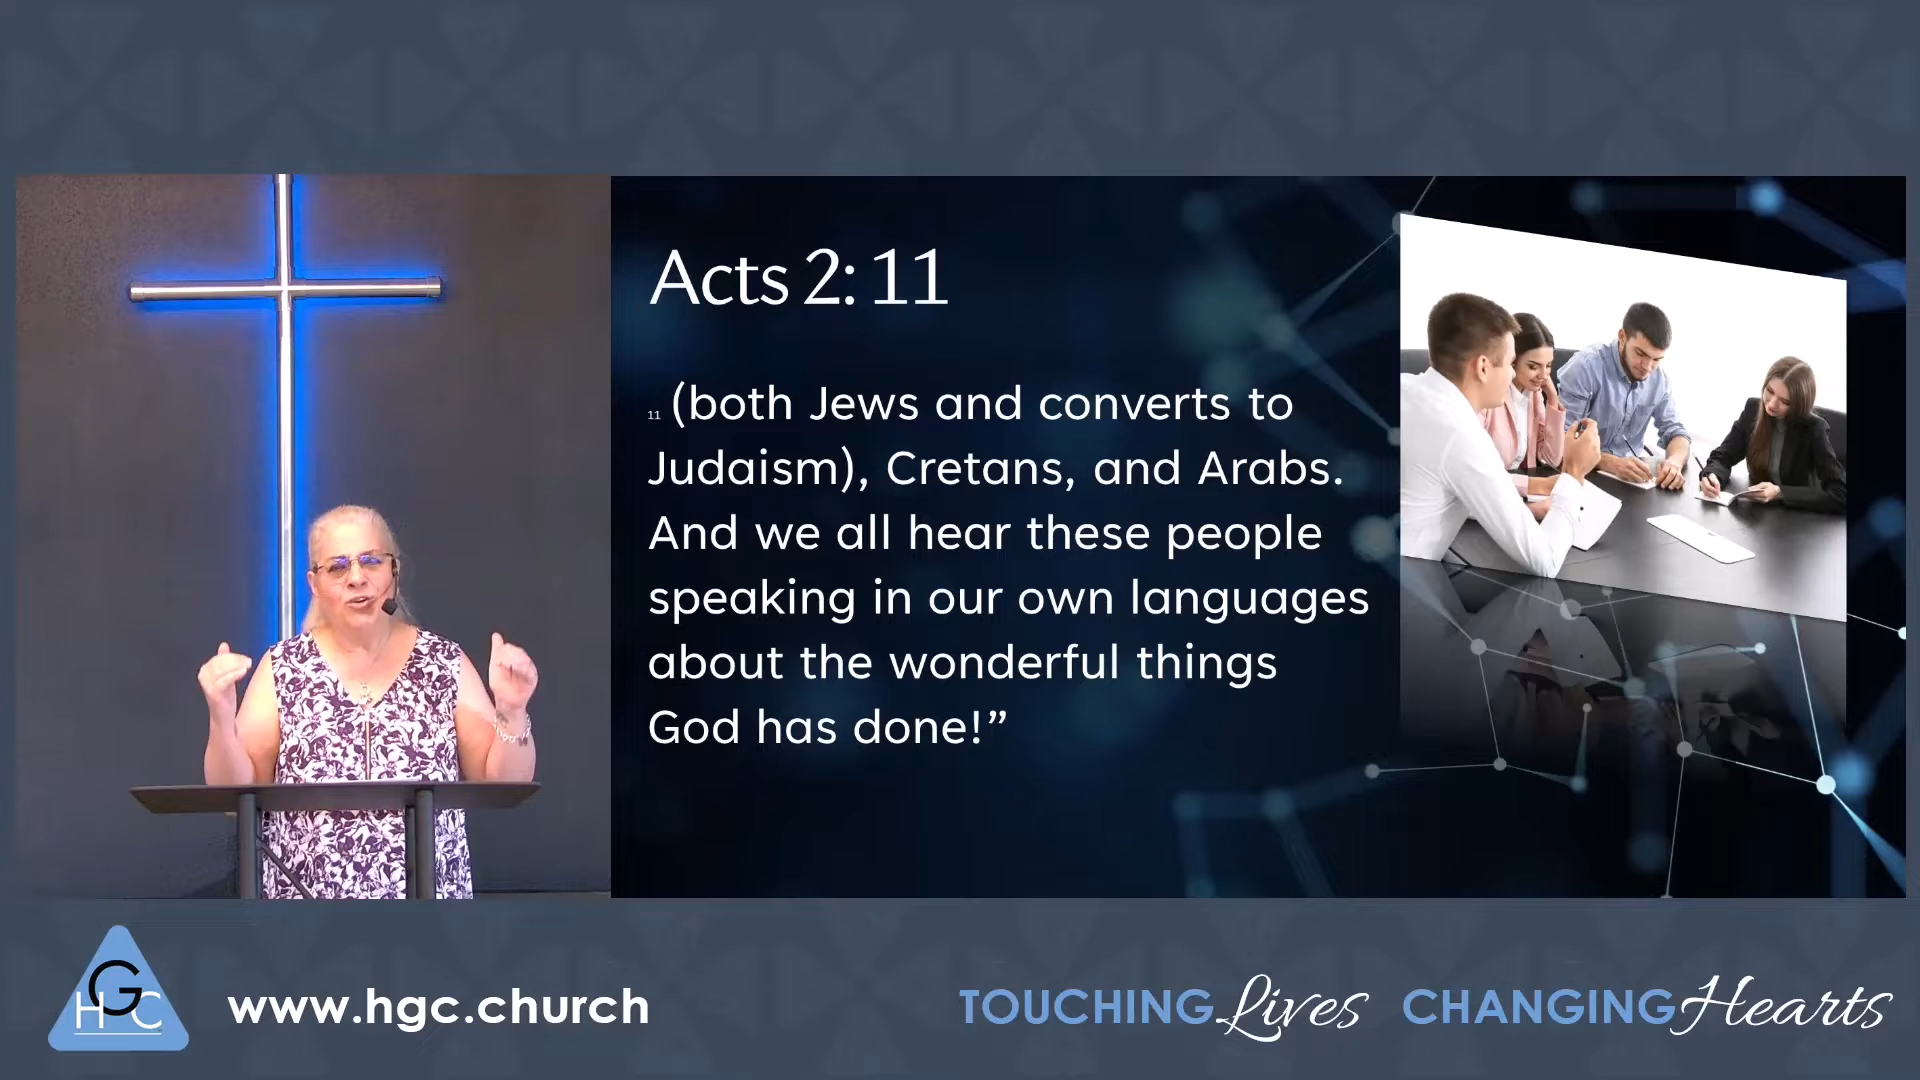 Acts 2: 11
11 (both Jews and converts to
Judaism), Cretans, and Arabs.
And we all hear these people
speaking in our own languages
about the wonderful things
God has done!”
HGC
www.hgc.church
TOUCHING Lives CHANGING Hearts